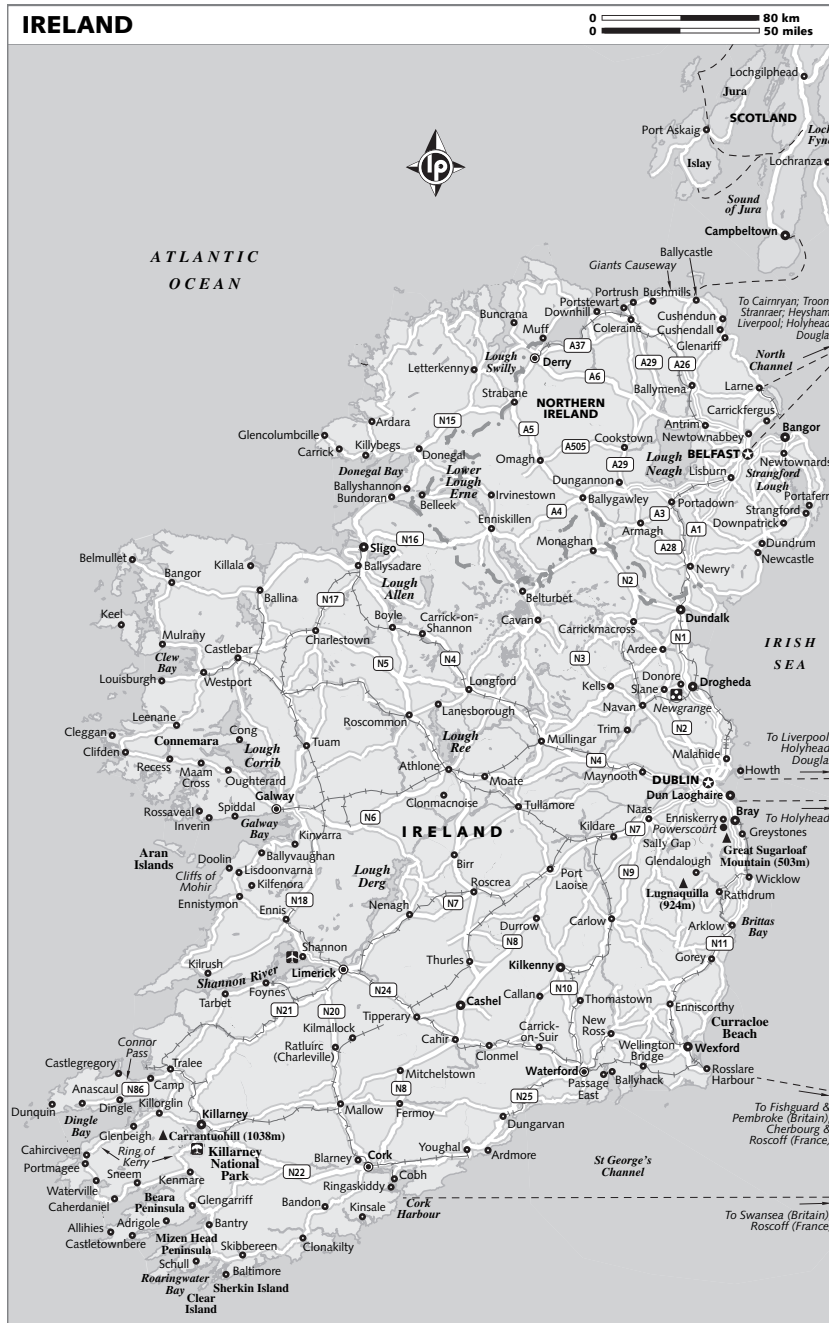 IRELAND
0 80 km
0 50 miles
Lochgilphead
Jura
SCOTLAND
Port Askaig
Islay
Lochranza
Sound
of Jura
Campbeltown
lp
ATLANTIC
OCEAN
Ballycastle
Giants Causeway
Portrush Bushmills
Portstewart
Downhill
Buncrana
Muff
Coleraine
Cushendun
Cushendall
Glenariff
To Cairnryan; Troon
Stranraer; Heysham
Liverpool; Holyhead
Dougla
North
Channel
Lough
Swilly
Derry
A37
A29
A26
Letterkenny
A6
Ballymena
Larne
Strabane
NORTHERN
IRELAND
Carrickfergus
Ardara
N15
A5
Antrim
Newtownabbey
Bangor
Glencolumbcille
Carrick
Killybegs
Donegal
A505
Cookstown
Lough
Neagh
BELFAST
Donegal Bay
Lower
Lough
Erne
Omagh
A29
Lisburn
Newtownards
Strangford
Lough
Ballyshannon
Bundoran
Belleek
Irvinestown
Dungannon
Ballygawley
Portadown
Portaferr
Strangford
Enniskillen
A4
A3
A1
Downpatrick
Armagh
A28
Sligo
N16
Monaghan
Dundrum
Newcastle
Belmullet
Killala
Ballysadare
Newry
Bangor
Lough
Allen
N2
Ballina
N17
Belturbet
Keel
Boyle
Carrick-on-
Shannon
Cavan
Carrickmacross
Dundalk
Mulrany
Charlestown
N1
Clew
Bay
Castlebar
N5
N4
N3
Ardee
IRISH
SEA
Louisburgh
Westport
Longford
Kells
Donore
Slane
Drogheda
Leenane
Lanesborough
Navan
Newgrange
Cleggan
Cong
Roscommon
Trim
N2
Connemara
Lough
Corrib
Tuam
Lough
Ree
Mullingar
Clifden
Recess
Maam
Cross
Oughterard
Athlone
N4
Malahide
To Liverpool
Holyhead
Dougla
Moate
Maynooth
DUBLIN
Howth
Galway
Clonmacnoise
Dun Laoghaire
Rossaveal
Spiddal
Inverin
Galway
Bay
N6
Tullamore
Naas
Enniskerry
Bray
To Holyhead
Kinvarra
IRELAND
Kildare
N7
Powerscourt
Greystones
Aran
Islands
Ballyvaughan
Sally Gap
Great Sugarloaf
Mountain (503m)
Doolin
Lisdoonvarna
Lough
Derg
Birr
Port
Laoise
Glendalough
Cliffs of
Mohir
Kilfenora
N9
Wicklow
Ennistymon
Roscrea
Lugnaquilla
(924m)
Rathdrum
N18
Ennis
Nenagh
N7
Durrow
Carlow
Arklow
Brittas
Bay
N8
N11
Shannon
Thurles
Gorey
Kilrush
Shannon River
Limerick
Kilkenny
Foynes
Tarbet
N24
Cashel
Callan
N10
Thomastown
Enniscorthy
N21
N20
Tipperary
Kilmallock
Carrick-
on-Suir
New
Ross
Curracloe
Beach
Connor
Pass
Ratluirc
(Charleville)
Cahir
Wellington
Bridge
Wexford
Castlegregory
Tralee
Clonmel
Anascaul
N86
Camp
Mitchelstown
Waterford
Passage
East
Ballyhack
Rosslare
Harbour
Dunquin
Dingle
Killorglin
N8
Dingle
Bay
Killarney
Mallow
Fermoy
N25
Dungarvan
To Fishguard &
Pembroke (Britain)
Cherbourg &
Roscoff (France)
Glenbeigh
Carrantuohill (1038m)
Cahirciveen
Ring of
Kerry
Killarney
National
Park
Blarney
Cork
Youghal
Ardmore
Portmagee
Sneem
N22
St George's
Channel
Waterville
Kenmare
Cobh
Ringaskiddy
Caherdaniel
Beara
Peninsula
Glengarriff
Bandon
Cork
Harbour
Allihies
Adrigole
Bantry
Kinsale
To Swansea (Britain)
Roscoff (France)
Castletownbere
Mizen Head
Peninsula
Skibbereen
Clonakilty
Schull
Roaringwater
Bay
Baltimore
Sherkin Island
Clear
Island